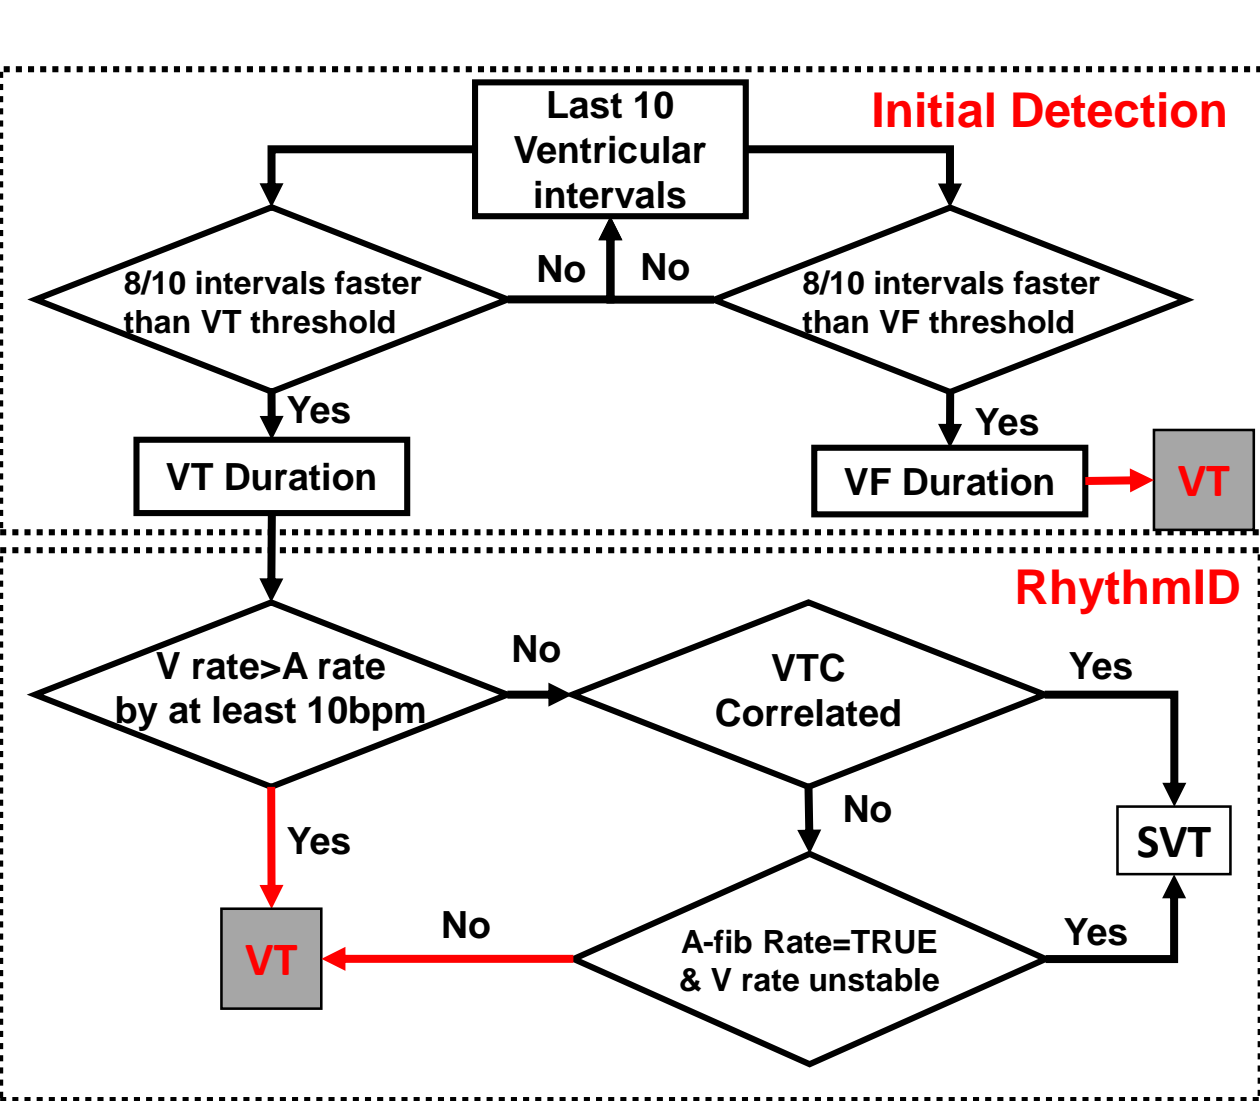 Last 10
Ventricular
intervals
Initial Detection
8/10 intervals faster
than VT threshold
No
No
8/10 intervals faster
than VF threshold
Yes
Yes
VT Duration
VF Duration
VT
RhythmID
V rate>A rate
by at least 10bpm
No
VTC
Correlated
Yes
Yes
No
SVT
VT
No
A-fib Rate=TRUE
& V rate unstable
Yes